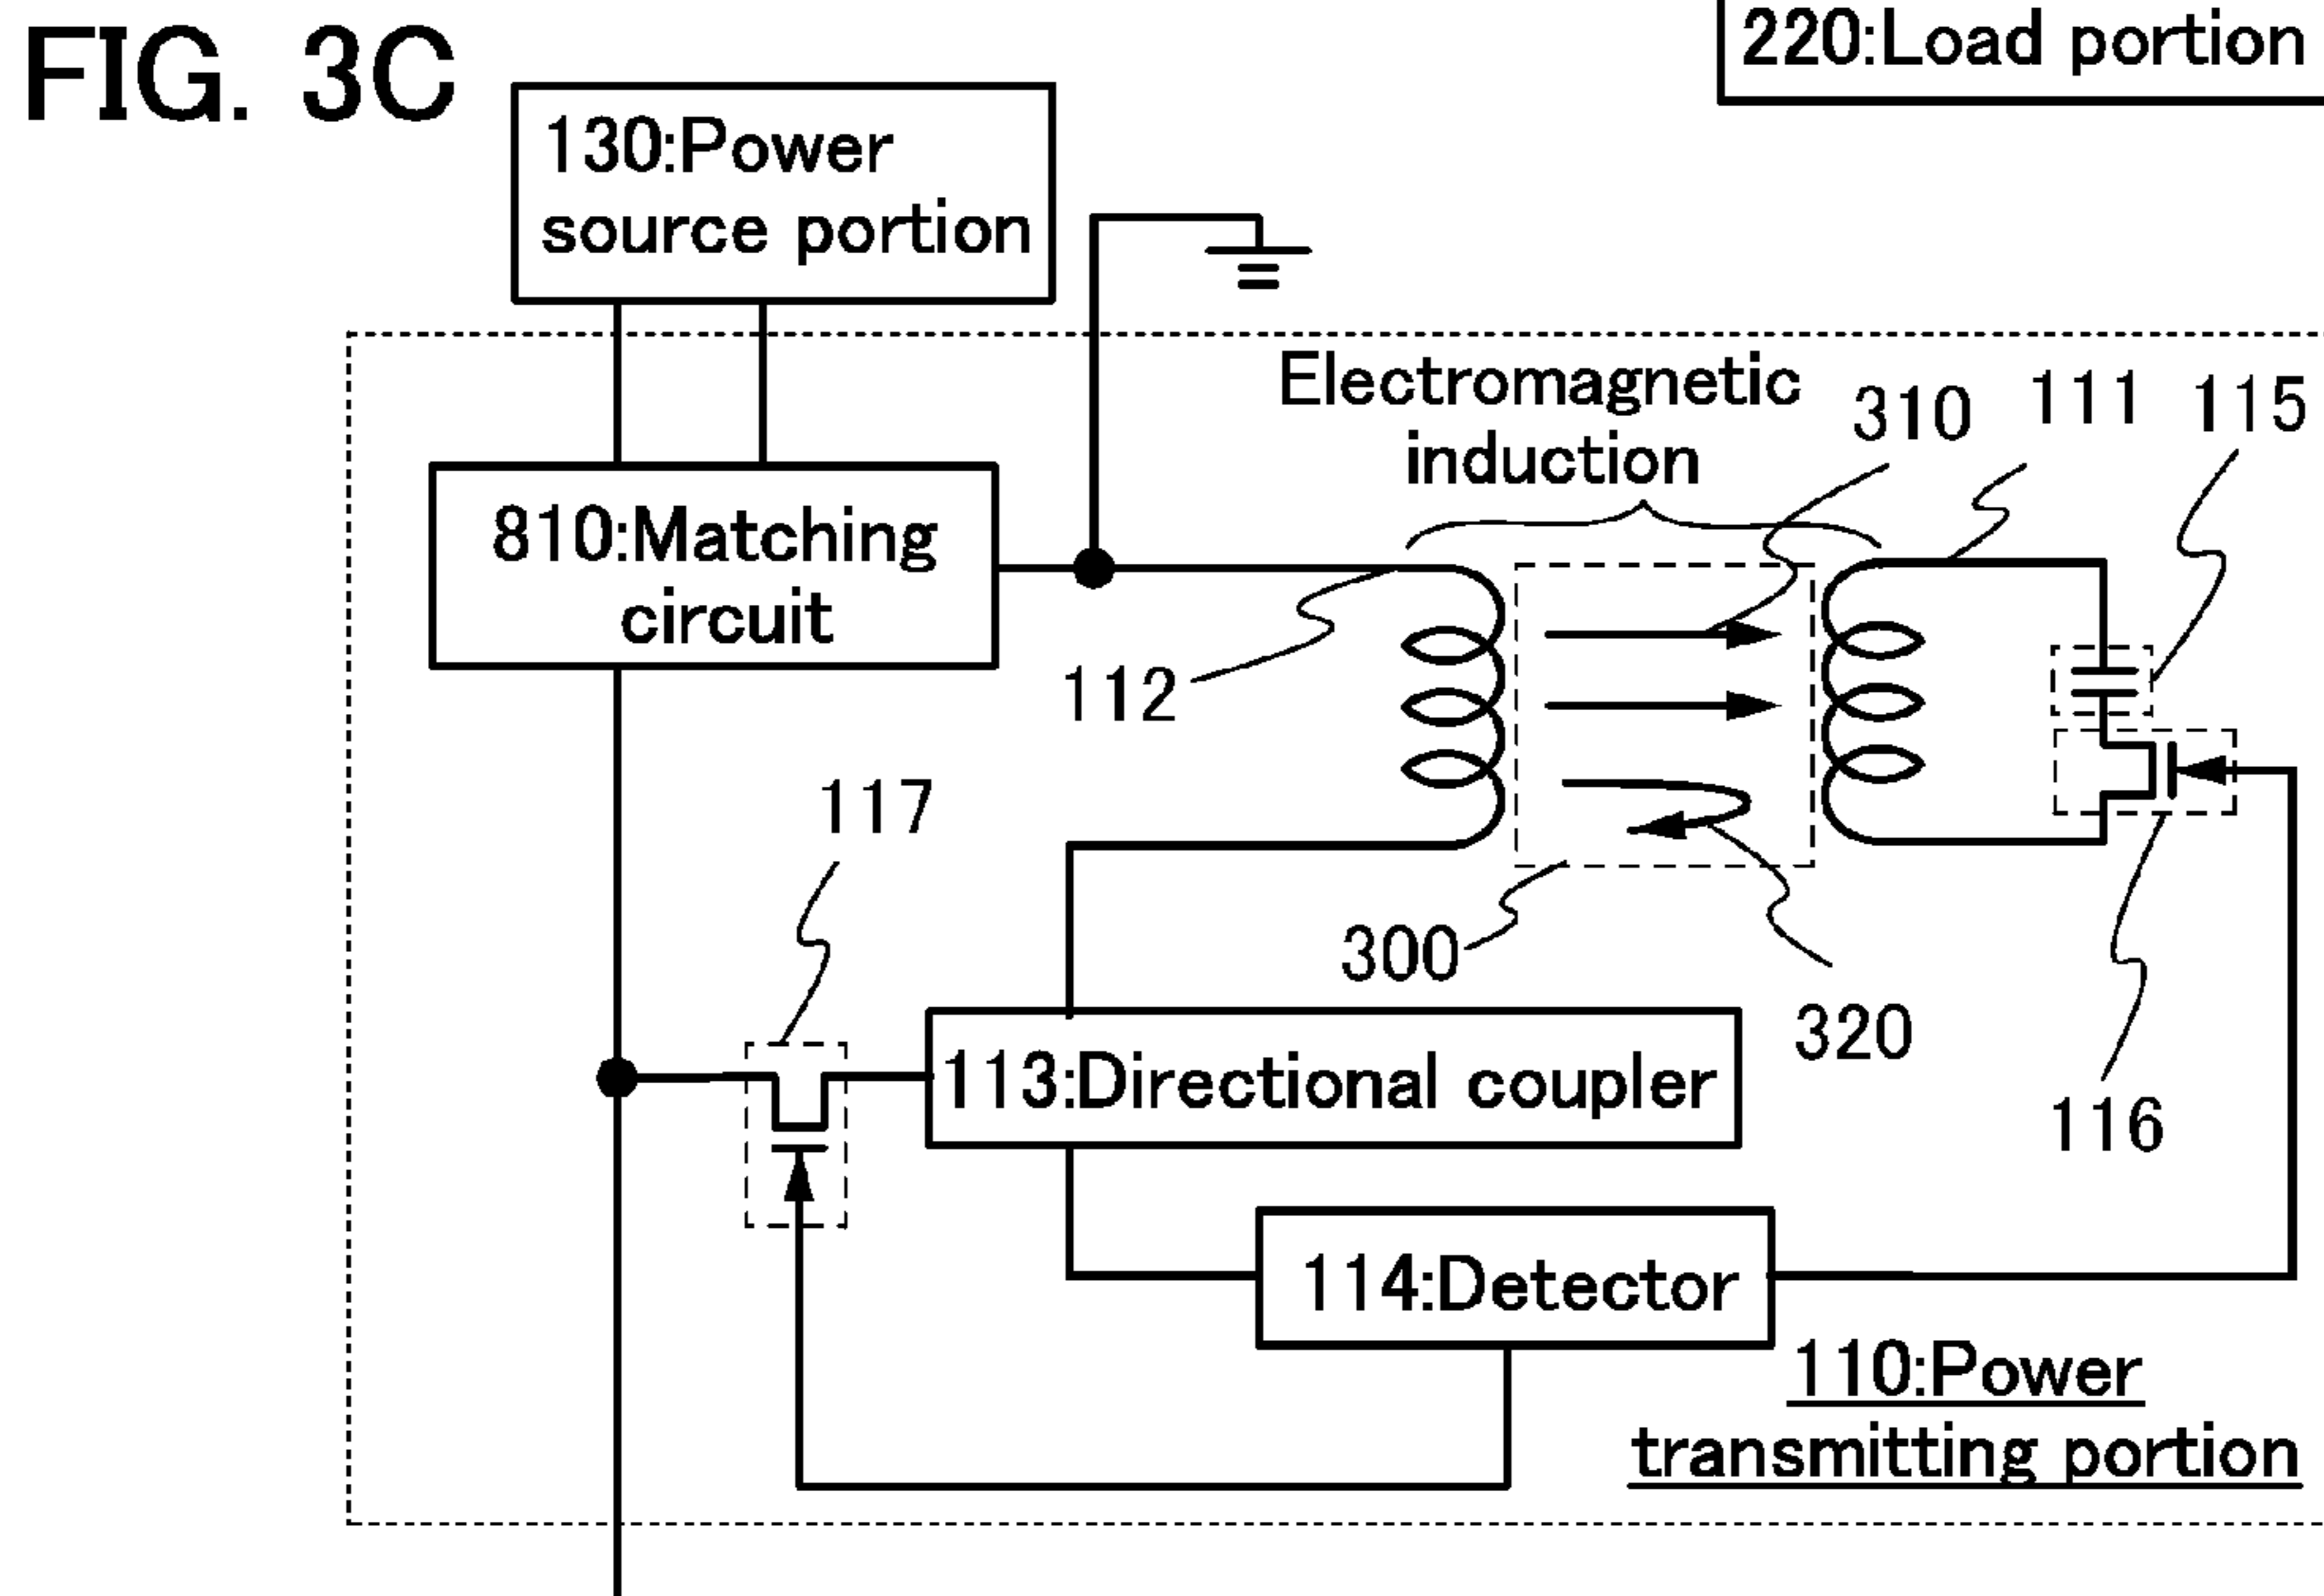 FIG. 3C
220:Load portion
130:Power
source portion
Electromagnetic
induction
310
111
115
810:Matching
circuit
112
117
300
320
113:Directional coupler
116
114:Detector
110:Power
transmitting portion